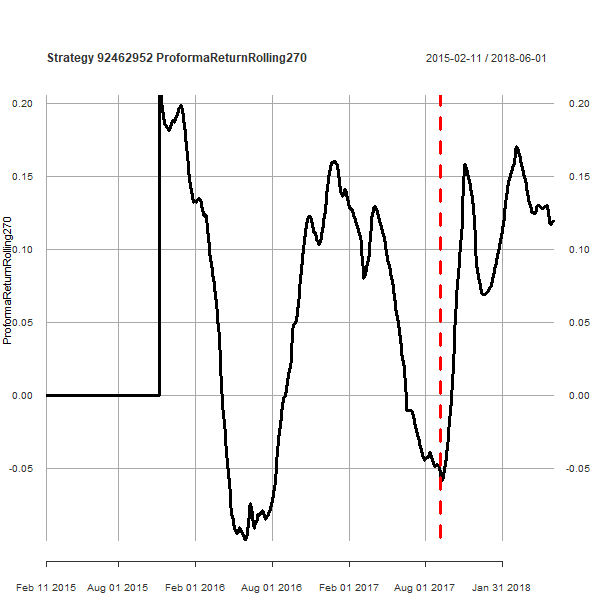 Strategy 92462952 ProformaReturnRolling270
2015-02-11 / 2018-06-01
0.20 0.20
0.15 0.15
0.10 0.10
0.05 0.05
0.00 0.00
-0.05 -0.05
ProformaReturnRolling270
Feb 11 2015 Aug 01 2015 Feb 01 2016 Aug 01 2016 Feb 01 2017 Aug 01 2017 Jan 31 2018